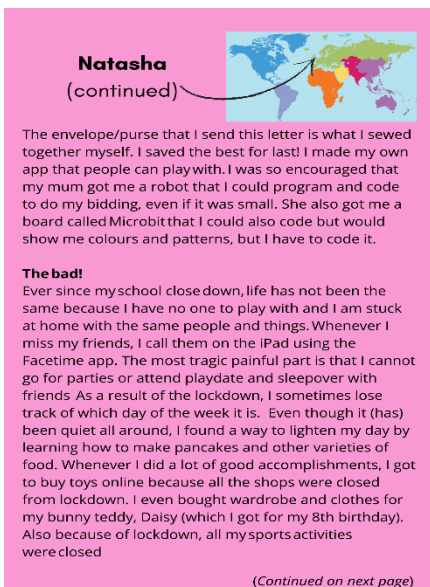 Natasha
(continued)
The envelope/purse that I send this letter is what I sewed
together myself. I saved the best for last! I made my own
app that people can play with. I was so encouraged that
my mum got me a robot that I could program and code
to do my bidding, even if it was small. She also got me a
board called Microbit that I could also code but would
show me colours and patterns, but I have to code it.
The bad!
Ever since my school close down, life has not been the
same because I have no one to play with and I am stuck
at home with the same people and things. Whenever I
miss my friends, I call them on the iPad using the
Facetime app. The most tragic painful part is that I cannot
go for parties or attend playdate and sleepover with
friends As a result of the lockdown, I sometimes lose
track of which day of the week it is. Even though it (has)
been quiet all around, I found a way to lighten my day by
learning how to make pancakes and other varieties of
food. Whenever I did a lot of good accomplishments, I got
to buy toys online because all the shops were closed
from lockdown. I even bought wardrobe and clothes for
my bunny teddy, Daisy (which I got for my 8th birthday).
Also because of lockdown, all my sports activities
were closed
(Continued on next page)